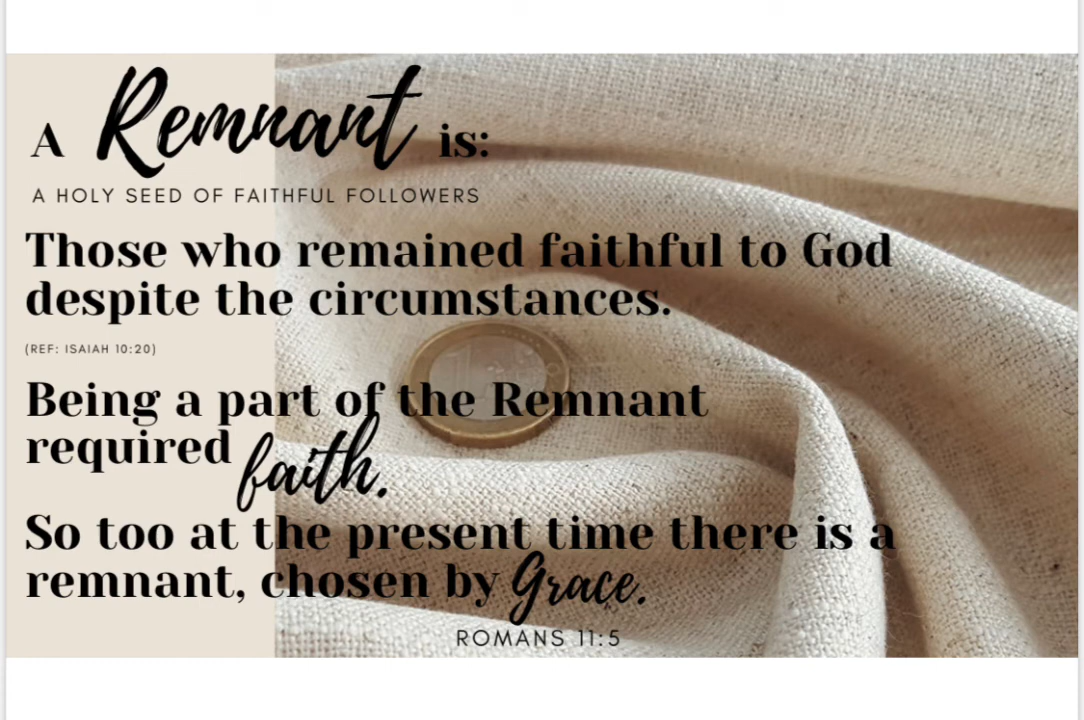 A Remnant is:
A HOLY SEED OF FAITHFUL FOLLOWERS
Those who remained faithful to God
despite the circumstances.
(REF: ISAIAH 10:20)
Being a part of the Remnant
required faith.
So too at the present time there is a
remnant, chosen by Grace.
ROMANS 11:5